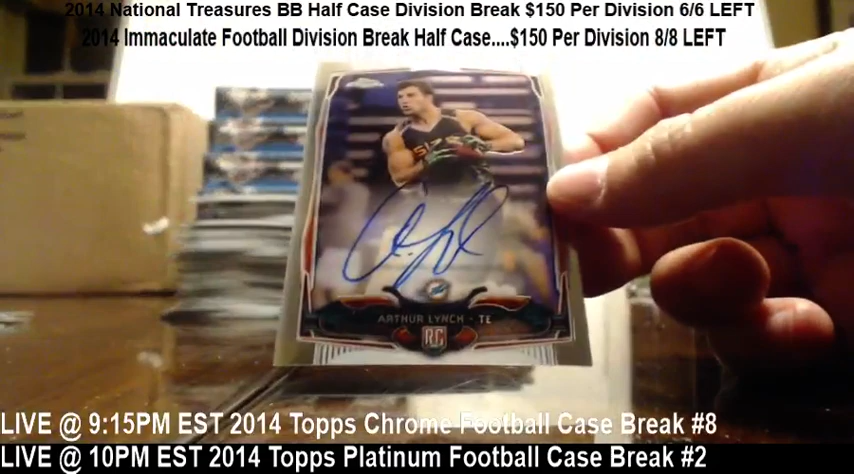 2014 National Treasures BB Half Case Division Break $150 Per Division 6/6 LEFT
2014 Immaculate Football Division Break Half Case....$150 Per Division 8/8 LEFT
ARTHUR LYNCH · TE
RC
LIVE @ 9:15PM EST 2014 Topps Chrome Football Case Break #8
LIVE @ 10PM EST 2014 Topps Platinum Football Case Break #2